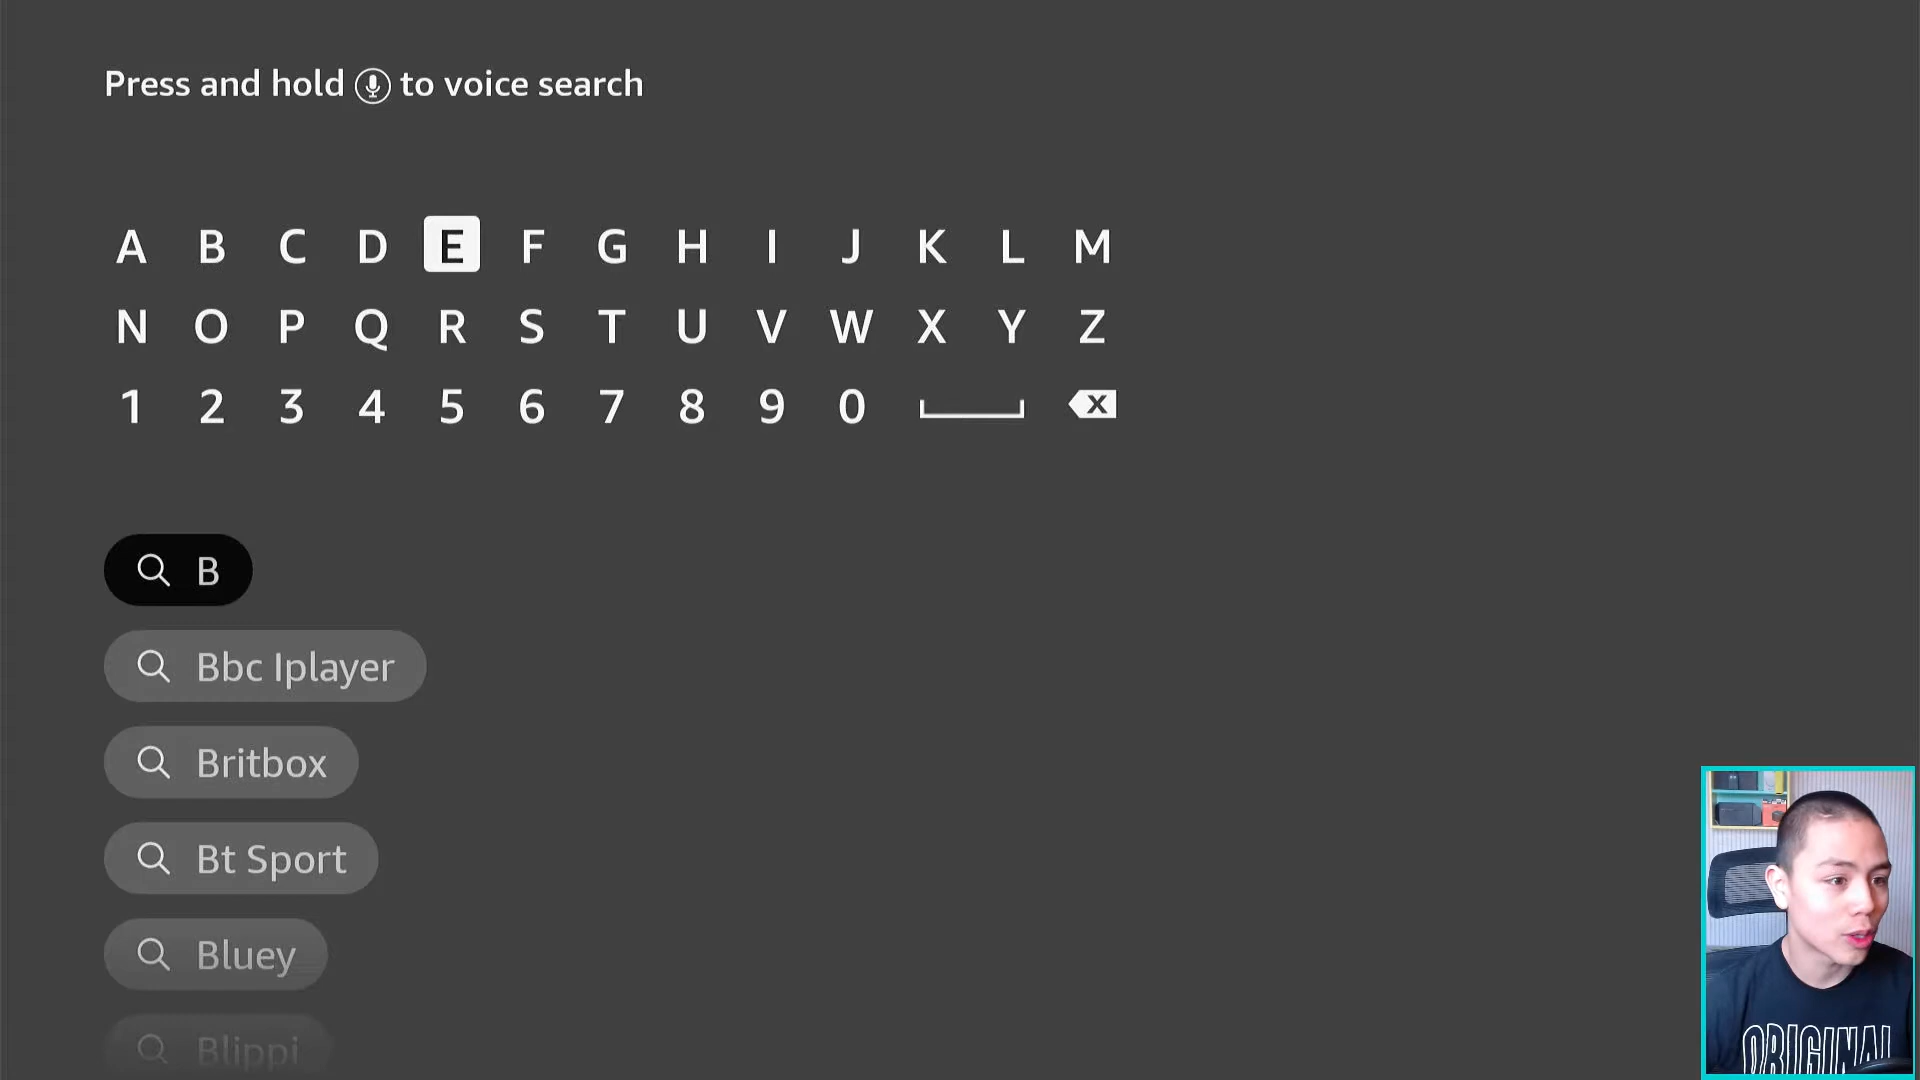 Press and hold to voice search
A B C D E F G H I J K L M
N O P Q R S T U V W X Y Z
1 2 3 4 5 6 7 8 9 0
B
Bbc Iplayer
Britbox
Bt Sport
Bluey
Blippi
ORIGINAL